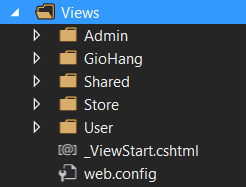 Views
Admin
GioHang
Shared
Store
User
_ViewStart.cshtml
web.config